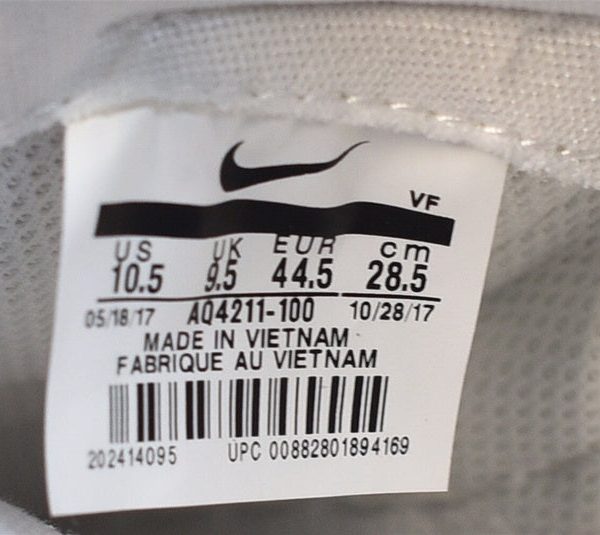 VF
US UK EUR cm
10.5 9.5 44.5 28.5
05/18/17 AQ4211-100 10/28/17
MADE IN VIETNAM
FABRIQUE AU VIETNAM
202414095 UPC 00882801894169